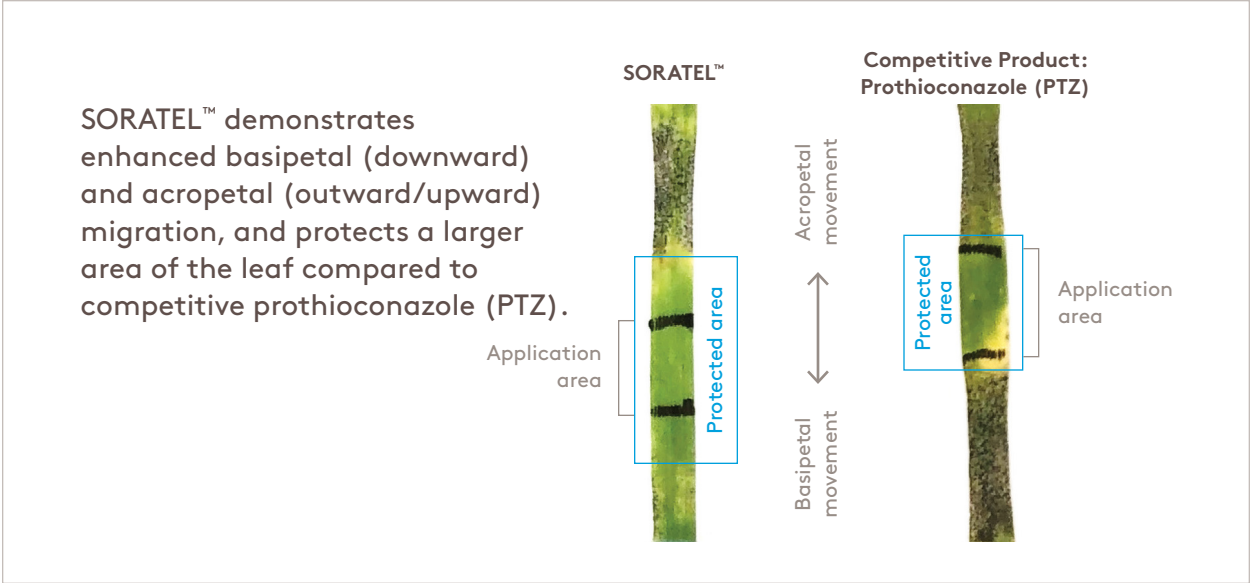 SORATEL™ demonstrates
enhanced basipetal (downward)
and acropetal (outward/upward)
migration, and protects a larger
area of the leaf compared to
competitive prothioconazole (PTZ).
SORATEL™
Application
area
Protected area
Acropetal
movement
Basipetal
movement
Competitive Product:
Prothioconazole (PTZ)
Protected
area
Application
area